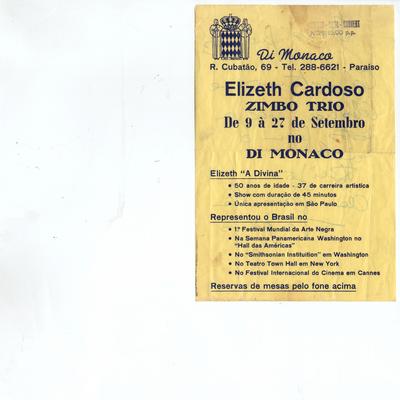 Di Monaco
R. Cubatão, 69 - Tel. 288-6621 - Paraíso
Elizeth Cardoso
ZIMBO TRIO
De 9 à 27 de Setembro
no
DI MONACO
Elizeth "A Divina"
• 50 anos de idade - 37 de carreira artística
• Show com duração de 45 minutos
• Única apresentação em São Paulo
Representou o Brasil no
• 1º Festival Mundial da Arte Negra
• Na Semana Panamericana Washington no
"Hall das Américas"
• No "Smithsonian Instituition" em Washington
• No Teatro Town Hall em New York
• No Festival Internacional do Cinema em Cannes
Reservas de mesas pelo fone acima